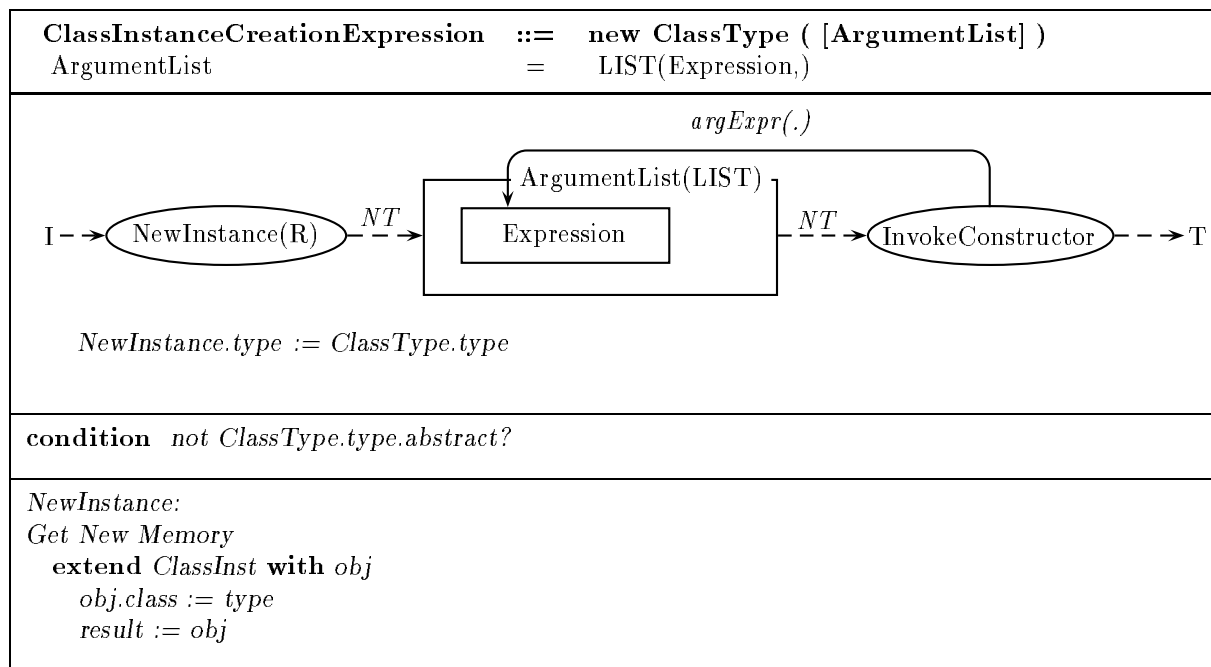 ClassInstanceCreationExpression ::= new ClassType ( [ArgumentList] )
ArgumentList = LIST(Expression,)
argExpr(.)
ArgumentList(LIST)
I NewInstance(R) NT Expression NT InvokeConstructor T
NewInstance.type := ClassType.type
condition not ClassType.type.abstract?
NewInstance:
Get New Memory
extend ClassInst with obj
obj.class := type
result := obj